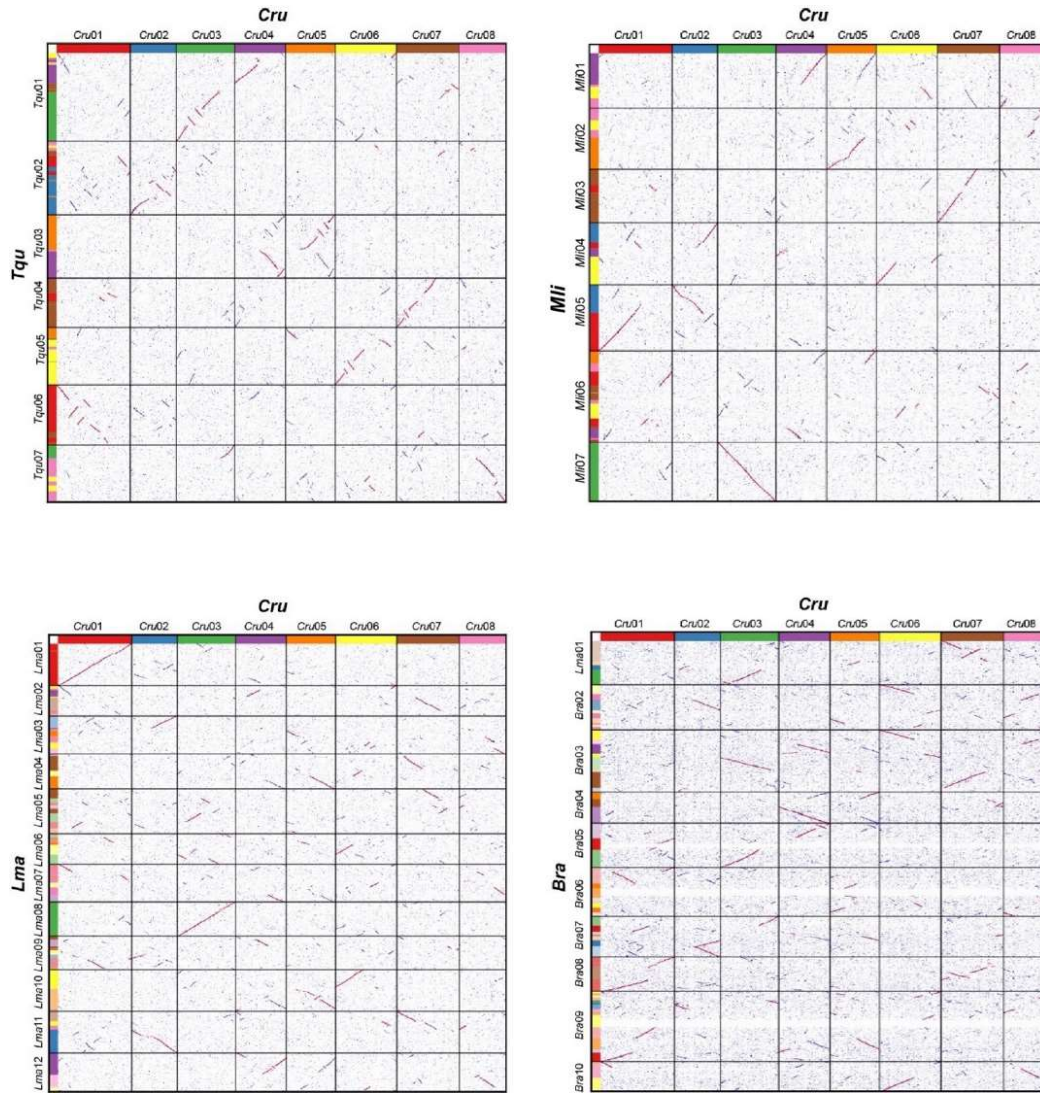 Cru
Cru01 Cru02 Cru03 Cru04 Cru05 Cru06 Cru07 Cru08
Tqu
Tqu01
Tqu02
Tqu03
Tqu04
Tqu05
Tqu06
Tqu07
Cru
Cru01 Cru02 Cru03 Cru04 Cru05 Cru06 Cru07 Cru08
Mli
Mli01
Mli02
Mli03
Mli04
Mli05
Mli06
Mli07
Cru
Cru01 Cru02 Cru03 Cru04 Cru05 Cru06 Cru07 Cru08
Lma
Lma01
Lma02
Lma03
Lma04
Lma05
Lma06
Lma07
Lma08
Lma09
Lma10
Lma11
Lma12
Cru
Cru01 Cru02 Cru03 Cru04 Cru05 Cru06 Cru07 Cru08
Bra
Lma01
Bra02
Bra03
Bra04
Bra05
Bra06
Bra07
Bra08
Bra09
Bra10